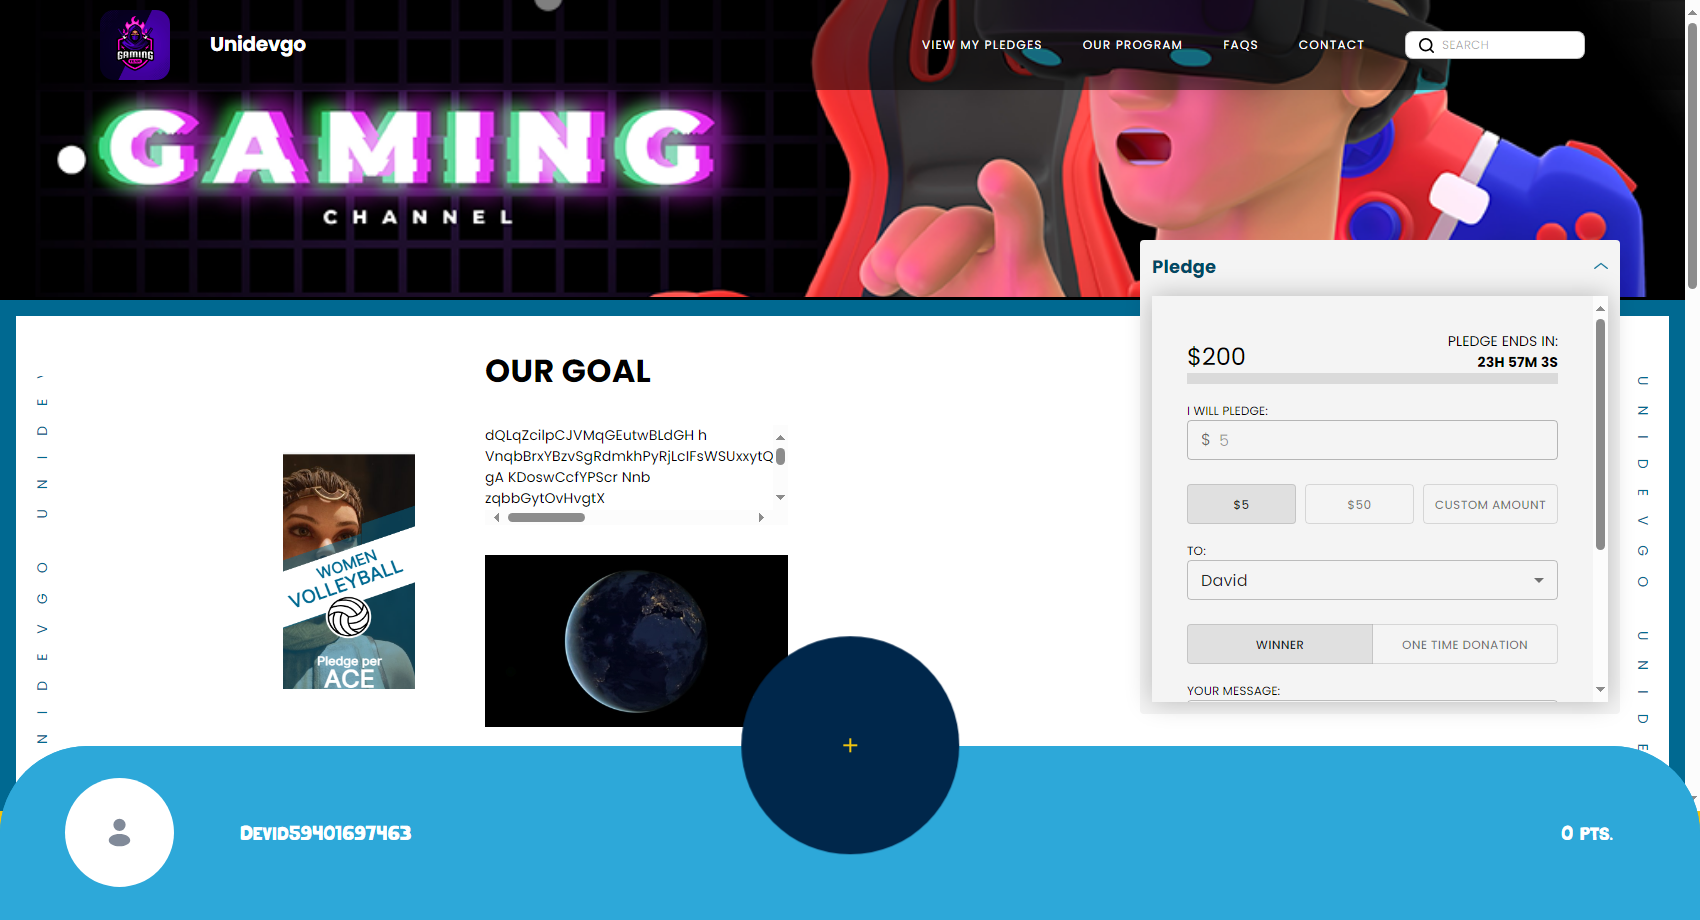 GAMING
Unidevgo
VIEW MY PLEDGES
OUR PROGRAM
FAQS
CONTACT
SEARCH
GAMING
CHANNEL
Pledge
$200
PLEDGE ENDS IN:
23H 57M 3S
I WILL PLEDGE:
$ 5
$5
$50
CUSTOM AMOUNT
TO:
David
WINNER
ONE TIME DONATION
YOUR MESSAGE:
OUR GOAL
dQLqZcilpCJVMqGEutwBLdGH h
VnqbBrxYBzvSgRdmkhPyRjLcIFsWSUxxytQ
gA KDoswCcfYPScr Nnb
zqbbGytOvHvgtX
WOMEN
VOLLEYBALL
Pledge per
ACE
NIDEVGO UNIDEV
UNIDEVGO UNIDE
+
Devid59401697463
0 PTS.